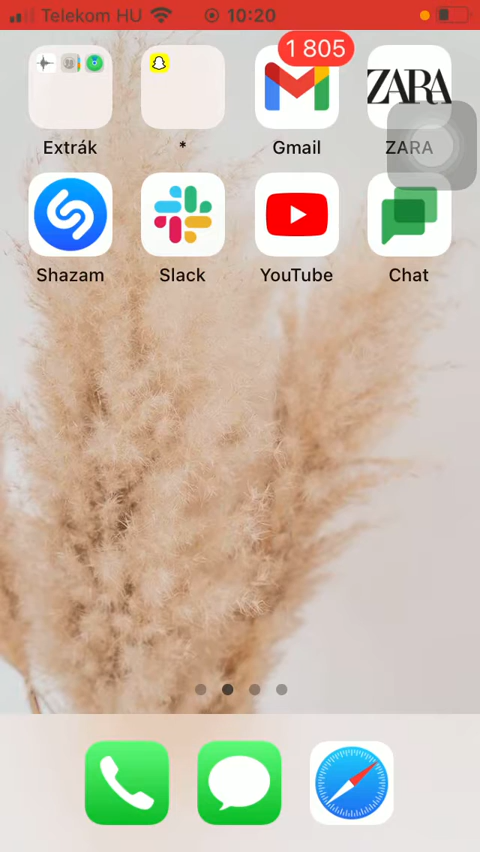 Telekom HU 10:20
1 805
ZARA
Extrák * Gmail ZARA
Shazam Slack YouTube Chat